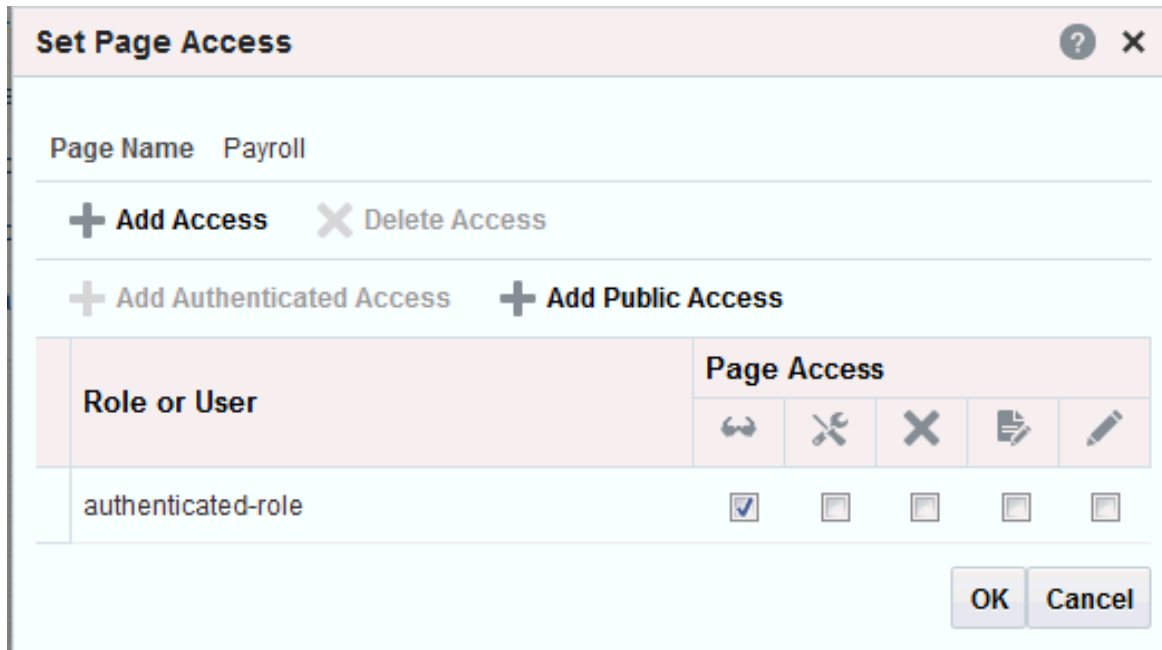 Set Page Access
Page Name Payroll
Add Access Delete Access
Add Authenticated Access Add Public Access
Role or User
Page Access
authenticated-role
OK Cancel